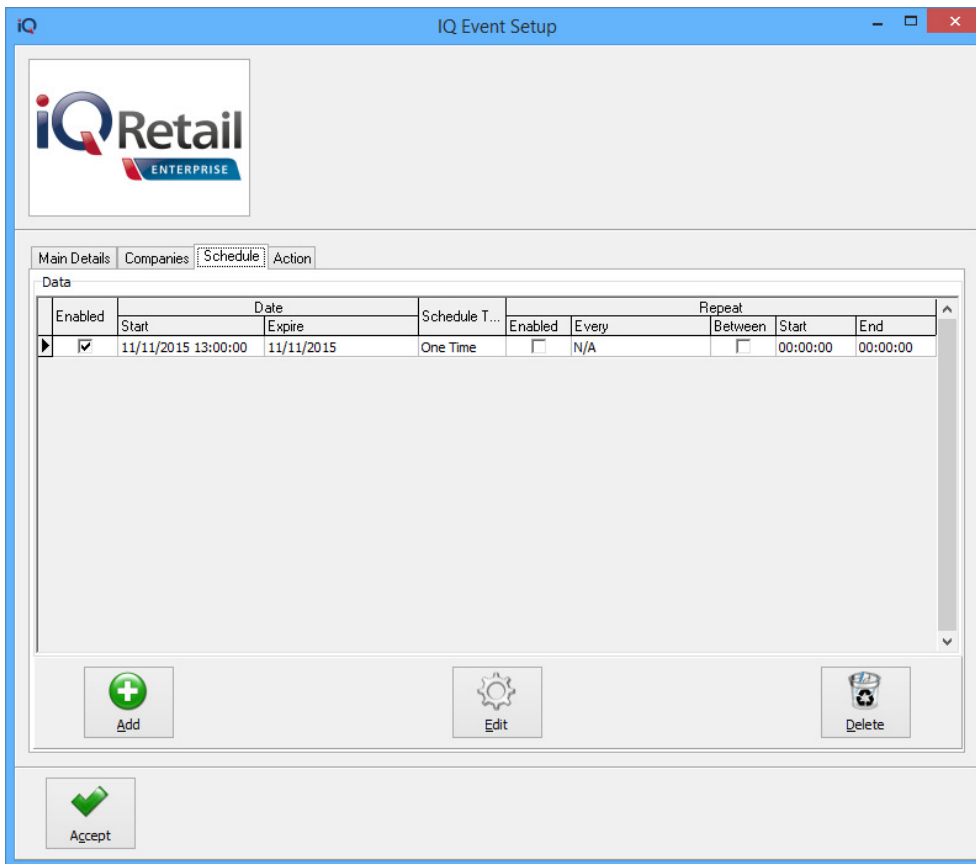 iQ IQ Event Setup
iQ Retail
ENTERPRISE
Main Details Companies Schedule Action
Data
Enabled Date Schedule T... Repeat
Start Expire Enabled Every Between Start End
11/11/2015 13:00:00 11/11/2015 One Time N/A 00:00:00 00:00:00
Add Edit Delete
Accept